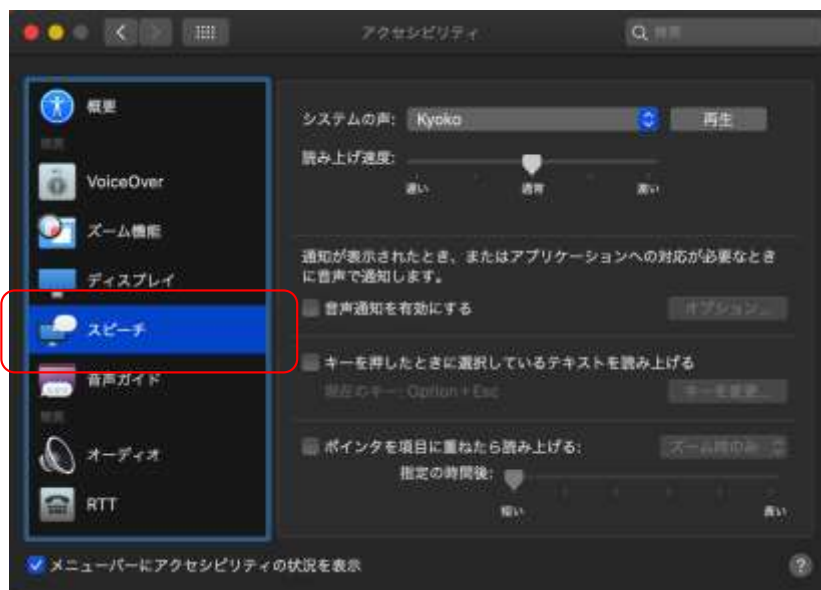 アクセシビリティ
検索
概要
VoiceOver
ズーム機能
ディスプレイ
スピーチ
音声ガイド
オーディオ
RTT
システムの声: Kyoko 再生
読み上げ速度:
遅い 通常 速い
通知が表示されたとき、またはアプリケーションへの対応が必要なとき
に音声で通知します。
音声通知を有効にする オプション...
キーを押したときに選択しているテキストを読み上げる
現在のキー: Option + Esc キーを変更...
ポインタを項目に重ねたら読み上げる: ズーム時のみ
指定の時間後:
短い 長い
メニューバーにアクセシビリティの状況を表示
?